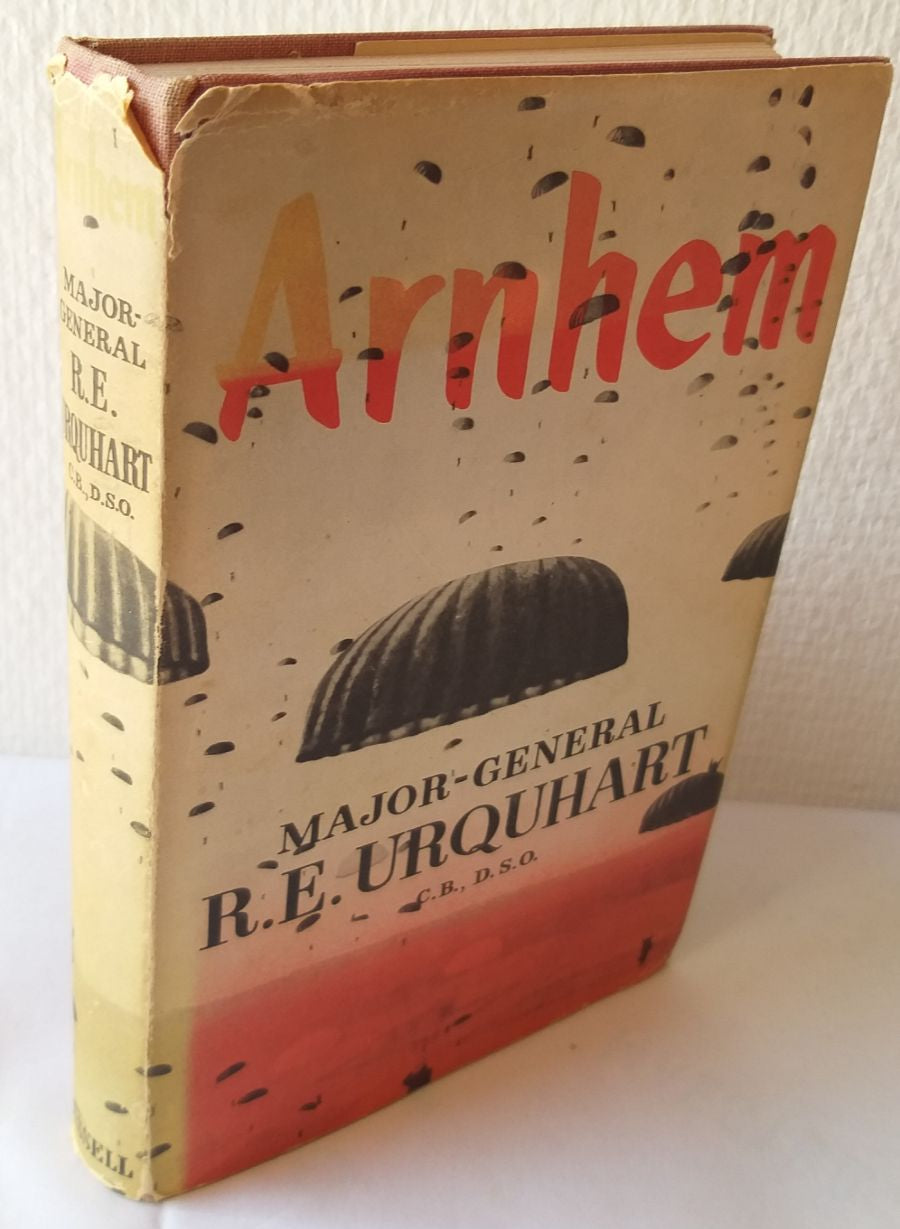 Arnhem
MAJOR-GENERAL
R.E. URQUHART
C.B., D.S.O.
Arnhem
MAJOR-
GENERAL
R.E.
URQUHART
C.B., D.S.O.